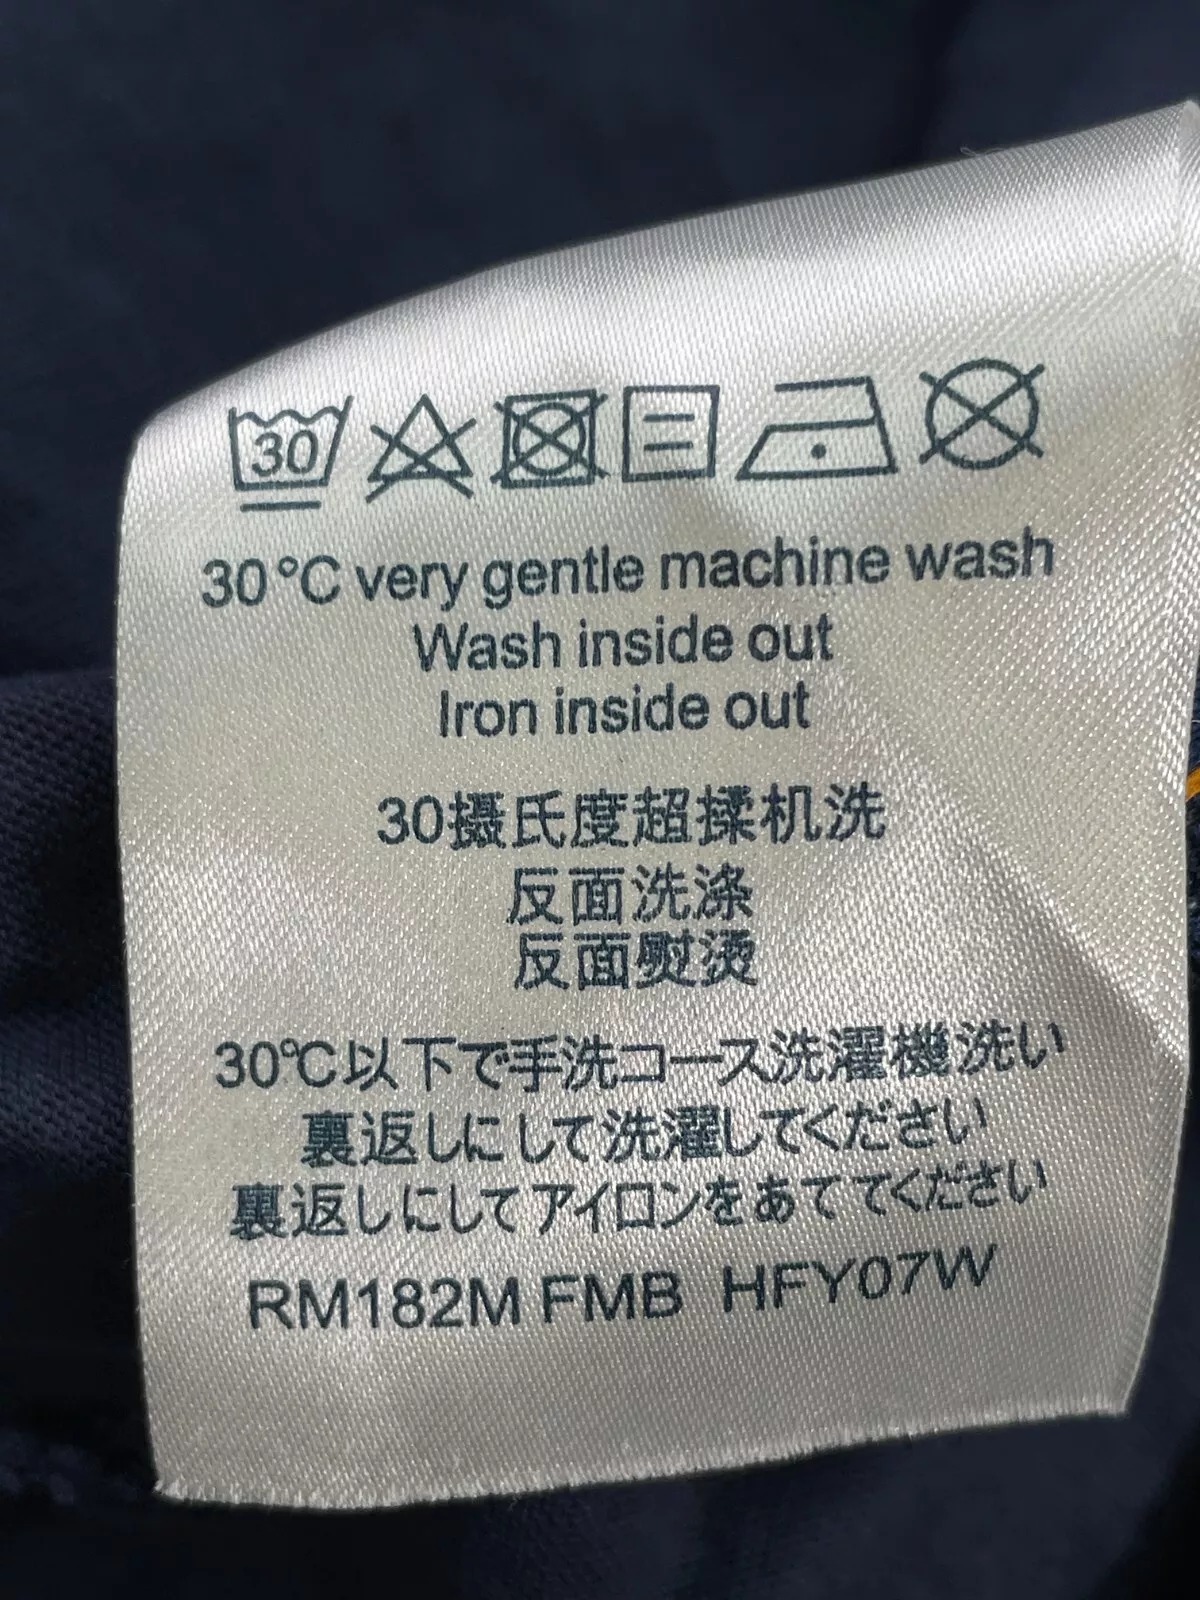 30
30°C very gentle machine wash
Wash inside out
Iron inside out
30摄氏度超揉机洗
反面洗涤
反面熨烫
30℃以下で手洗コース洗濯機洗い
裏返しにして洗濯してください
裏返しにしてアイロンをあててください
RM182M FMB HFY07W